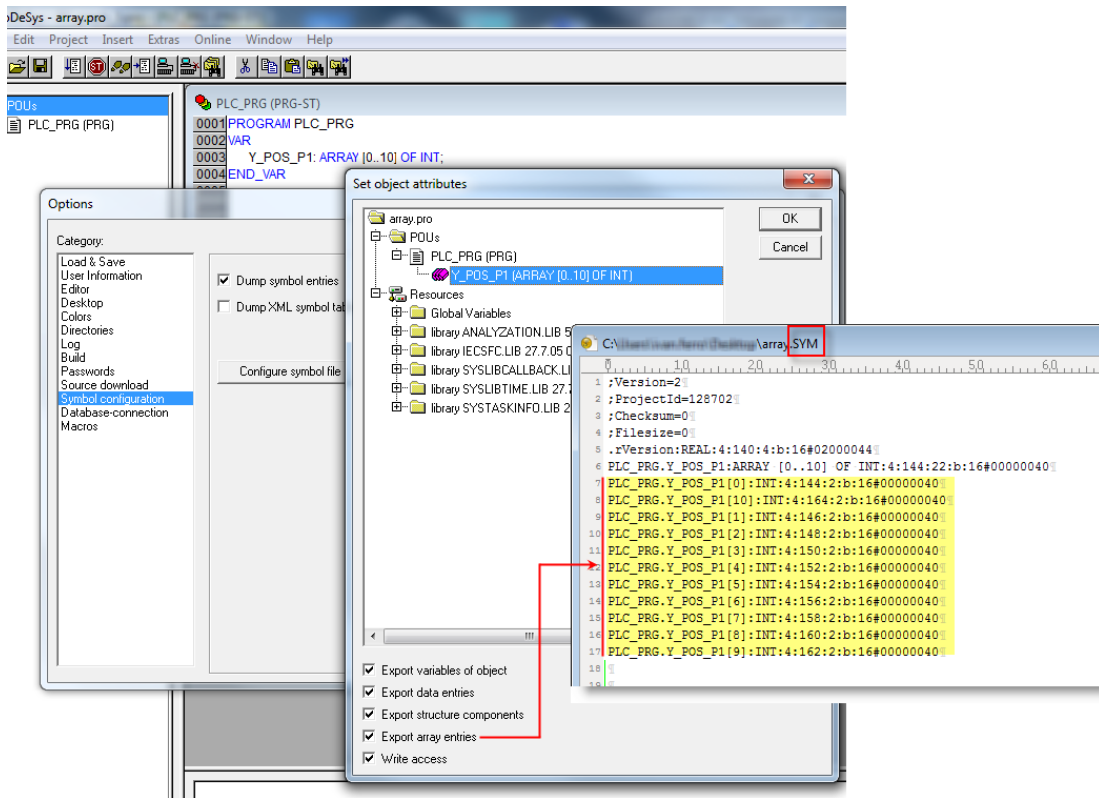 oDeSys - array.pro
Edit Project Insert Extras Online Window Help
POUs
PLC_PRG (PRG)
PLC_PRG (PRG-ST)
0001 PROGRAM PLC_PRG
0002 VAR
0003 Y_POS_P1: ARRAY [0..10] OF INT;
0004 END_VAR
Options
Category:
Load & Save
User Information
Editor
Desktop
Colors
Directories
Log
Build
Passwords
Source download
Symbol configuration
Database-connection
Macros
Dump symbol entries
Dump XML symbol tab
Configure symbol file
Set object attributes
array.pro
POUs
PLC_PRG (PRG)
Y_POS_P1 (ARRAY [0..10] OF INT)
Resources
Global Variables
library ANALYZATION.LIB 5
library IECSFC.LIB 27.7.05 0
library SYSLIBCALLBACK.LI
library SYSLIBTIME.LIB 27.7
library SYSTASKINFO.LIB 2
OK
Cancel
Export variables of object
Export data entries
Export structure components
Export array entries
Write access
C:\ \array.SYM
0 10 20 30 40 50 60
1 ;Version=2¶
2 ;ProjectId=128702¶
3 ;Checksum=0¶
4 ;Filesize=0¶
5 .rVersion:REAL:4:140:4:b:16#02000044¶
6 PLC_PRG.Y_POS_P1:ARRAY [0..10] OF INT:4:144:22:b:16#00000040¶
7 PLC_PRG.Y_POS_P1[0]:INT:4:144:2:b:16#00000040¶
8 PLC_PRG.Y_POS_P1[10]:INT:4:164:2:b:16#00000040¶
9 PLC_PRG.Y_POS_P1[1]:INT:4:146:2:b:16#00000040¶
10 PLC_PRG.Y_POS_P1[2]:INT:4:148:2:b:16#00000040¶
11 PLC_PRG.Y_POS_P1[3]:INT:4:150:2:b:16#00000040¶
12 PLC_PRG.Y_POS_P1[4]:INT:4:152:2:b:16#00000040¶
13 PLC_PRG.Y_POS_P1[5]:INT:4:154:2:b:16#00000040¶
14 PLC_PRG.Y_POS_P1[6]:INT:4:156:2:b:16#00000040¶
15 PLC_PRG.Y_POS_P1[7]:INT:4:158:2:b:16#00000040¶
16 PLC_PRG.Y_POS_P1[8]:INT:4:160:2:b:16#00000040¶
17 PLC_PRG.Y_POS_P1[9]:INT:4:162:2:b:16#00000040¶
18 ¶
19